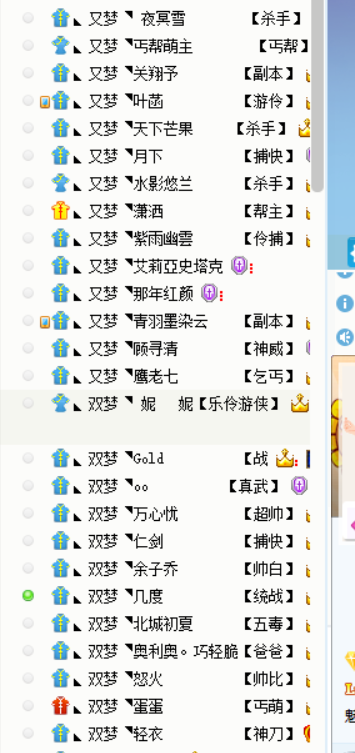 又梦◥ 夜冥雪 【杀手】
又梦◥丐帮萌主 【丐帮】
又梦◥关翔予 【副本】
又梦◥叶菡 【游伶】
又梦◥天下芒果 【杀手】
又梦◥月下 【捕快】
又梦◥水影悠兰 【杀手】
又梦◥潇洒 【帮主】
又梦◥紫雨幽雲 【伶捕】
又梦◥艾莉亞史塔克
又梦◥那年红颜
又梦◥青羽墨染云 【副本】
又梦◥顾寻清 【神威】
又梦◥鹰老七 【乞丐】
双梦◥ 妮 妮【乐伶游侠】
双梦◥Gold 【战
双梦◥oo 【真武】
双梦◥万心忧 【超帅】
双梦◥仁剑 【捕快】
双梦◥余子乔 【帅白】
双梦◥几度 【统战】
双梦◥北城初夏 【五毒】
双梦◥奥利奥。巧轻脆【爸爸】
双梦◥怒火 【帅比】
双梦◥蛋蛋 【丐萌】
双梦◥轻衣 【神刀】